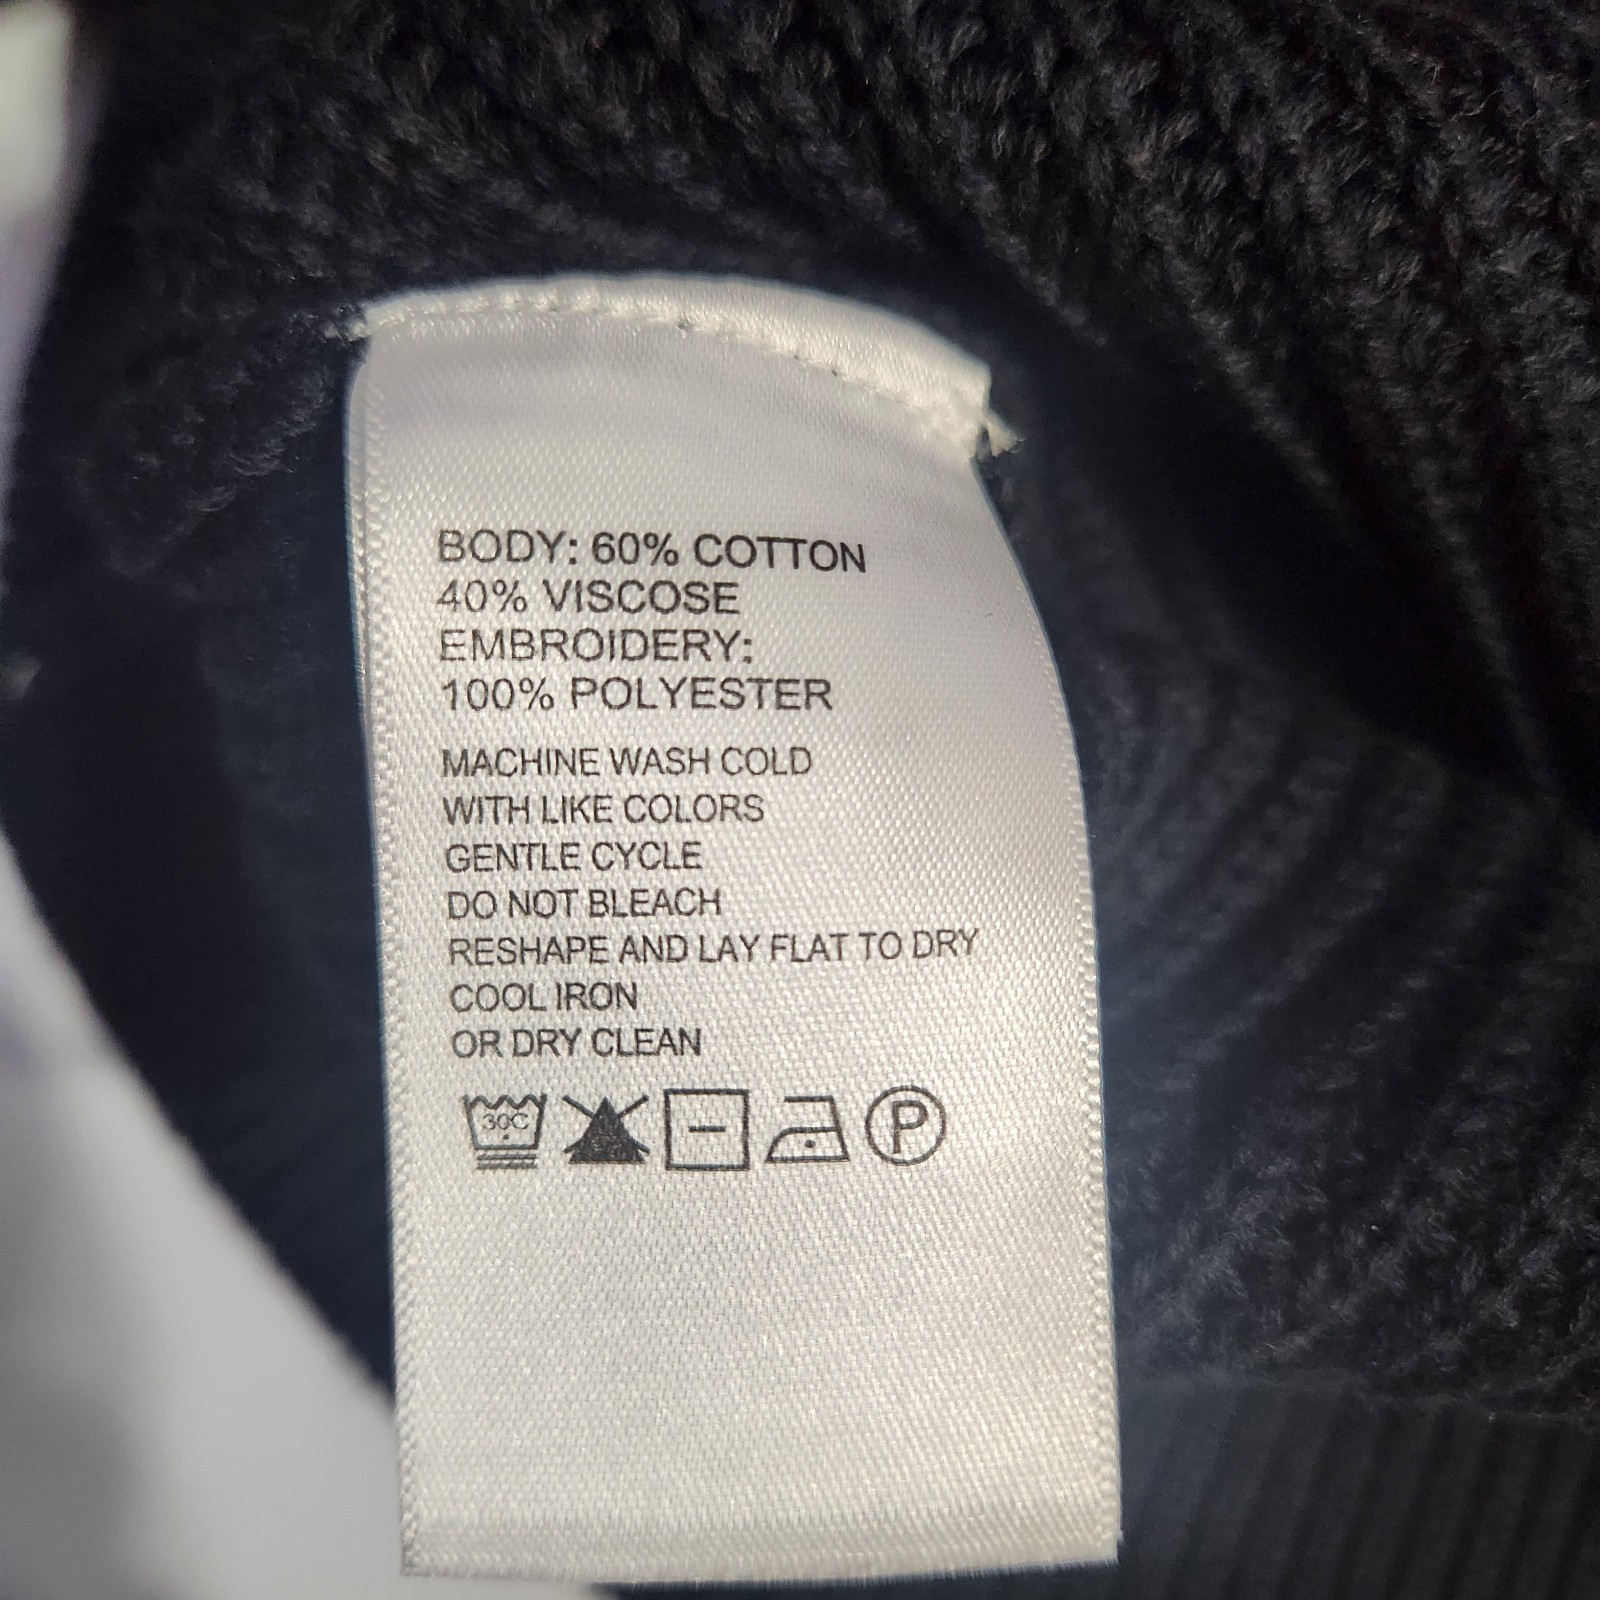 BODY: 60% COTTON
40% VISCOSE
EMBROIDERY:
100% POLYESTER
MACHINE WASH COLD
WITH LIKE COLORS
GENTLE CYCLE
DO NOT BLEACH
RESHAPE AND LAY FLAT TO DRY
COOL IRON
OR DRY CLEAN
30C P